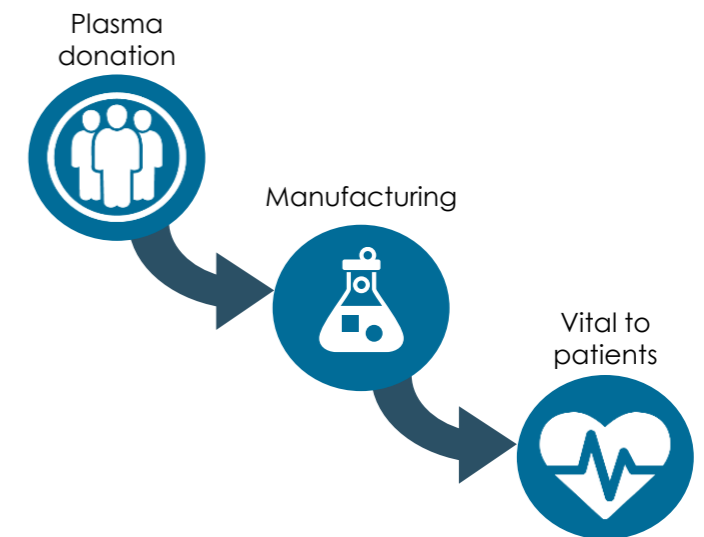 Plasma
donation
Manufacturing
Vital to
patients